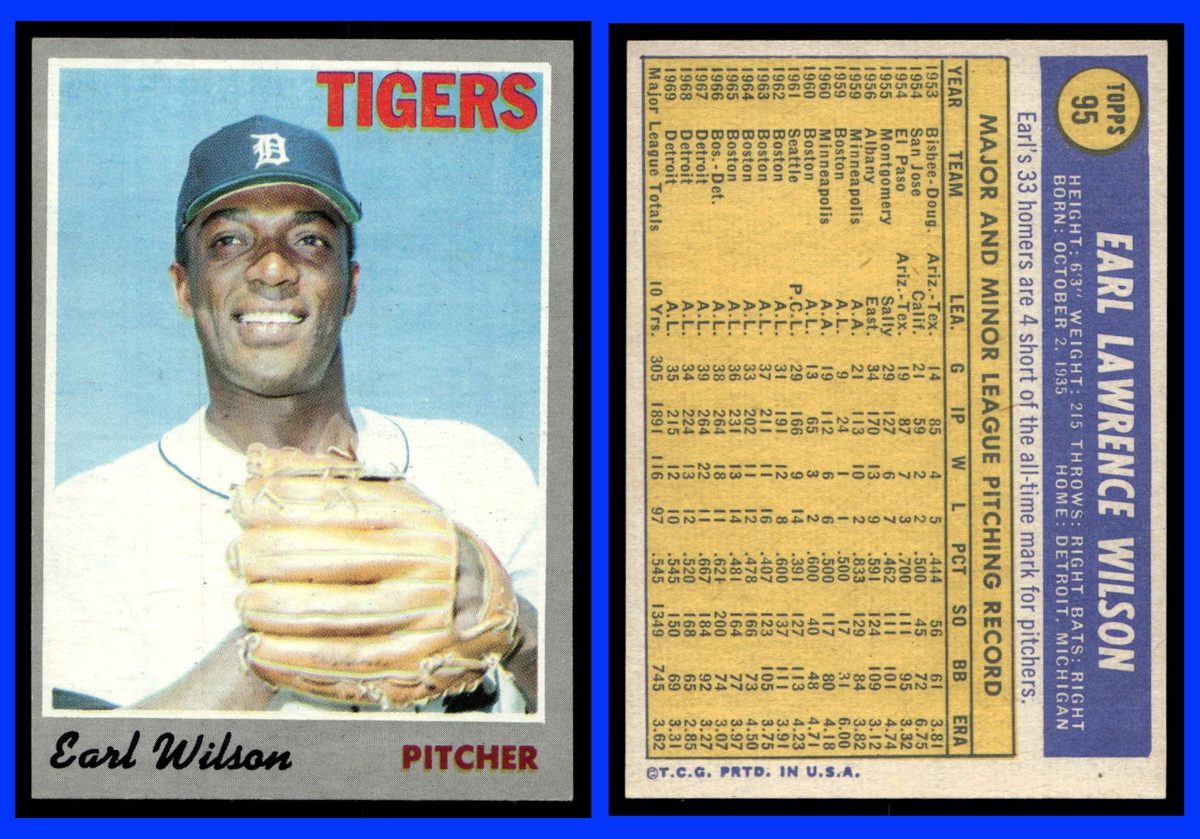 TIGERS
D
Earl Wilson
PITCHER
TOPPS
95
EARL LAWRENCE WILSON
HEIGHT: 6'3" WEIGHT: 215 THROWS: RIGHT BATS: RIGHT
BORN: OCTOBER 2, 1935 HOME: DETROIT, MICHIGAN
Earl's 33 homers are 4 short of the all-time mark for pitchers.
MAJOR AND MINOR LEAGUE PITCHING RECORD
YEAR TEAM LEA. G IP W L PCT SO BB ERA
1953 Bisbee-Doug. Ariz.-Tex. 14 85 4 5 .444 56 61 3.81
1954 San Jose Calif. 21 59 2 2 .500 45 72 6.75
1954 El Paso Ariz.-Tex. 19 87 7 3 .700 111 95 3.32
1955 Montgomery Sally 29 127 6 7 .462 111 101 4.74
1956 Albany East. 34 170 13 9 .591 124 109 3.12
1959 Minneapolis A.A. 21 113 10 2 .833 129 84 3.82
1959 Boston A.L. 9 24 1 1 .500 17 31 6.00
1960 Minneapolis A.A. 19 112 6 6 .500 117 80 4.18
1960 Boston A.L. 13 65 3 2 .600 40 48 4.71
1961 Seattle P.C.L. 29 166 9 14 .391 127 113 4.23
1962 Boston A.L. 31 191 12 8 .600 137 111 3.91
1963 Boston A.L. 37 211 11 16 .407 123 105 3.75
1964 Boston A.L. 33 202 11 12 .478 166 73 4.50
1965 Boston A.L. 36 231 13 14 .481 164 77 3.97
1966 Bos.-Det. A.L. 38 264 18 11 .621 200 74 3.07
1967 Detroit A.L. 39 264 22 11 .667 184 92 3.27
1968 Detroit A.L. 34 224 13 12 .520 168 65 2.85
1969 Detroit A.L. 35 215 12 10 .545 150 69 3.31
Major League Totals 10 Yrs. 305 1891 116 97 .545 1349 745 3.62
©T.C.G. PRTD. IN U.S.A.